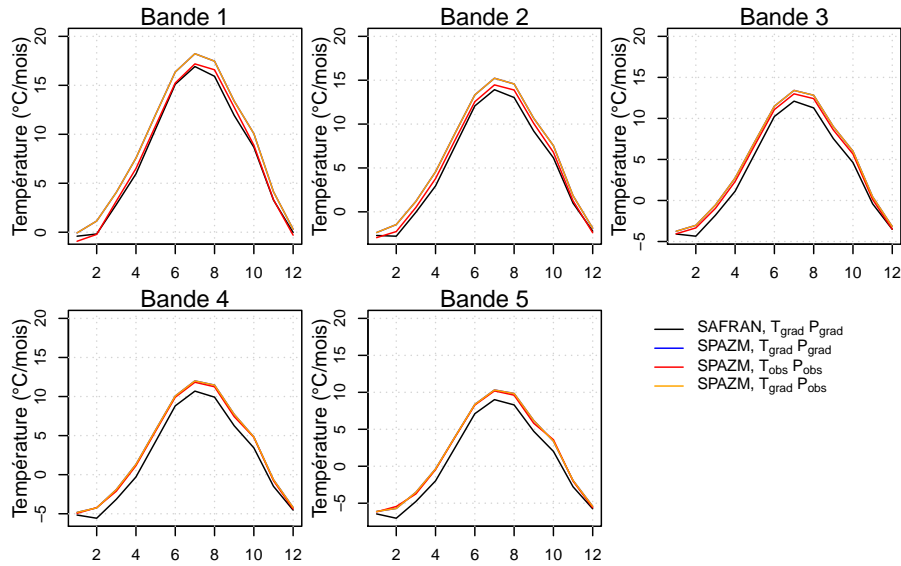 Bande 1
Bande 2
Bande 3
Température (°C/mois)
0 5 10 15 20
2 4 6 8 10 12
Température (°C/mois)
0 5 10 15 20
2 4 6 8 10 12
Température (°C/mois)
−5 0 5 10 15 20
2 4 6 8 10 12
Bande 4
Bande 5
Température (°C/mois)
−5 0 5 10 15 20
2 4 6 8 10 12
Température (°C/mois)
−5 0 5 10 15 20
2 4 6 8 10 12
SAFRAN, Tgrad Pgrad
SPAZM, Tgrad Pgrad
SPAZM, Tobs Pobs
SPAZM, Tgrad Pobs